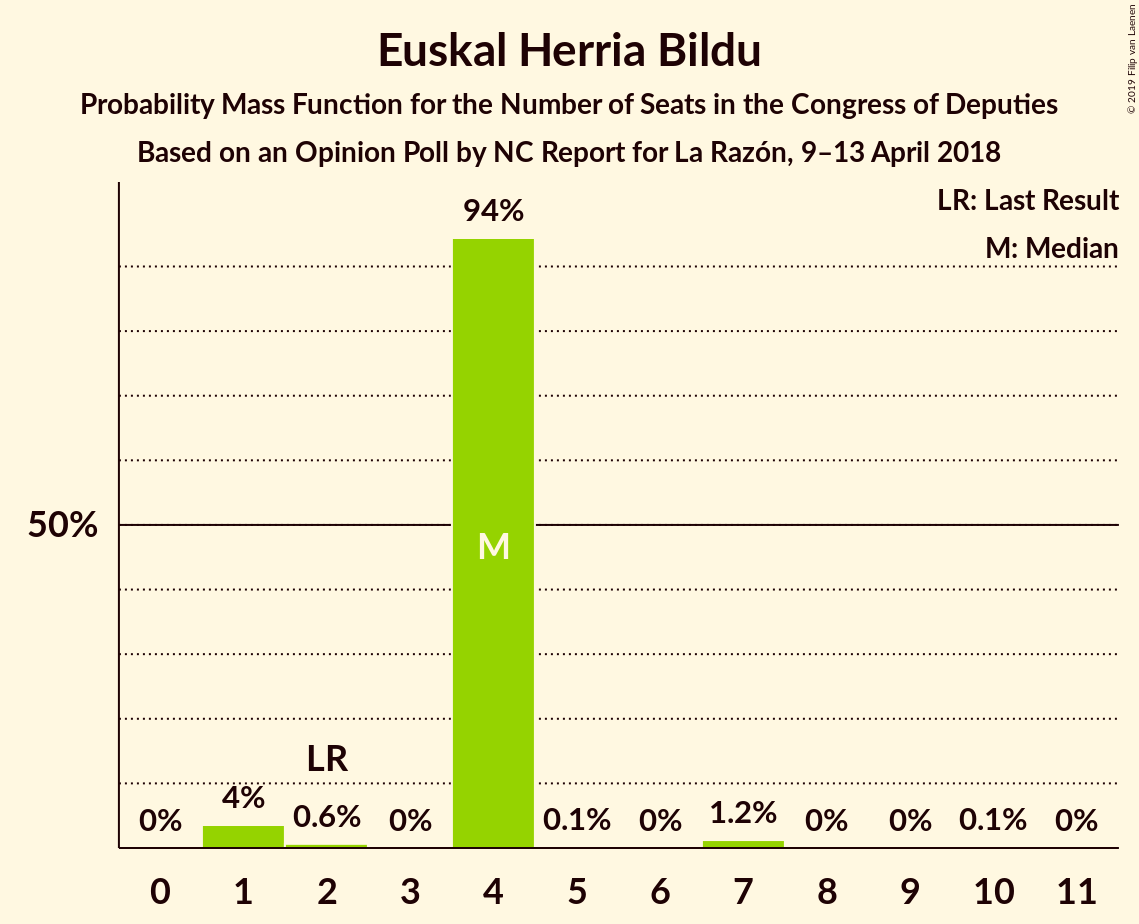 Euskal Herria Bildu
Probability Mass Function for the Number of Seats in the Congress of Deputies
Based on an Opinion Poll by NC Report for La Razón, 9–13 April 2018
© 2019 Filip van Laenen
LR: Last Result
M: Median
94%
50%
M
LR
0%
4%
0.6%
0%
0.1%
0%
1.2%
0%
0%
0.1%
0%
0 1 2 3 4 5 6 7 8 9 10 11